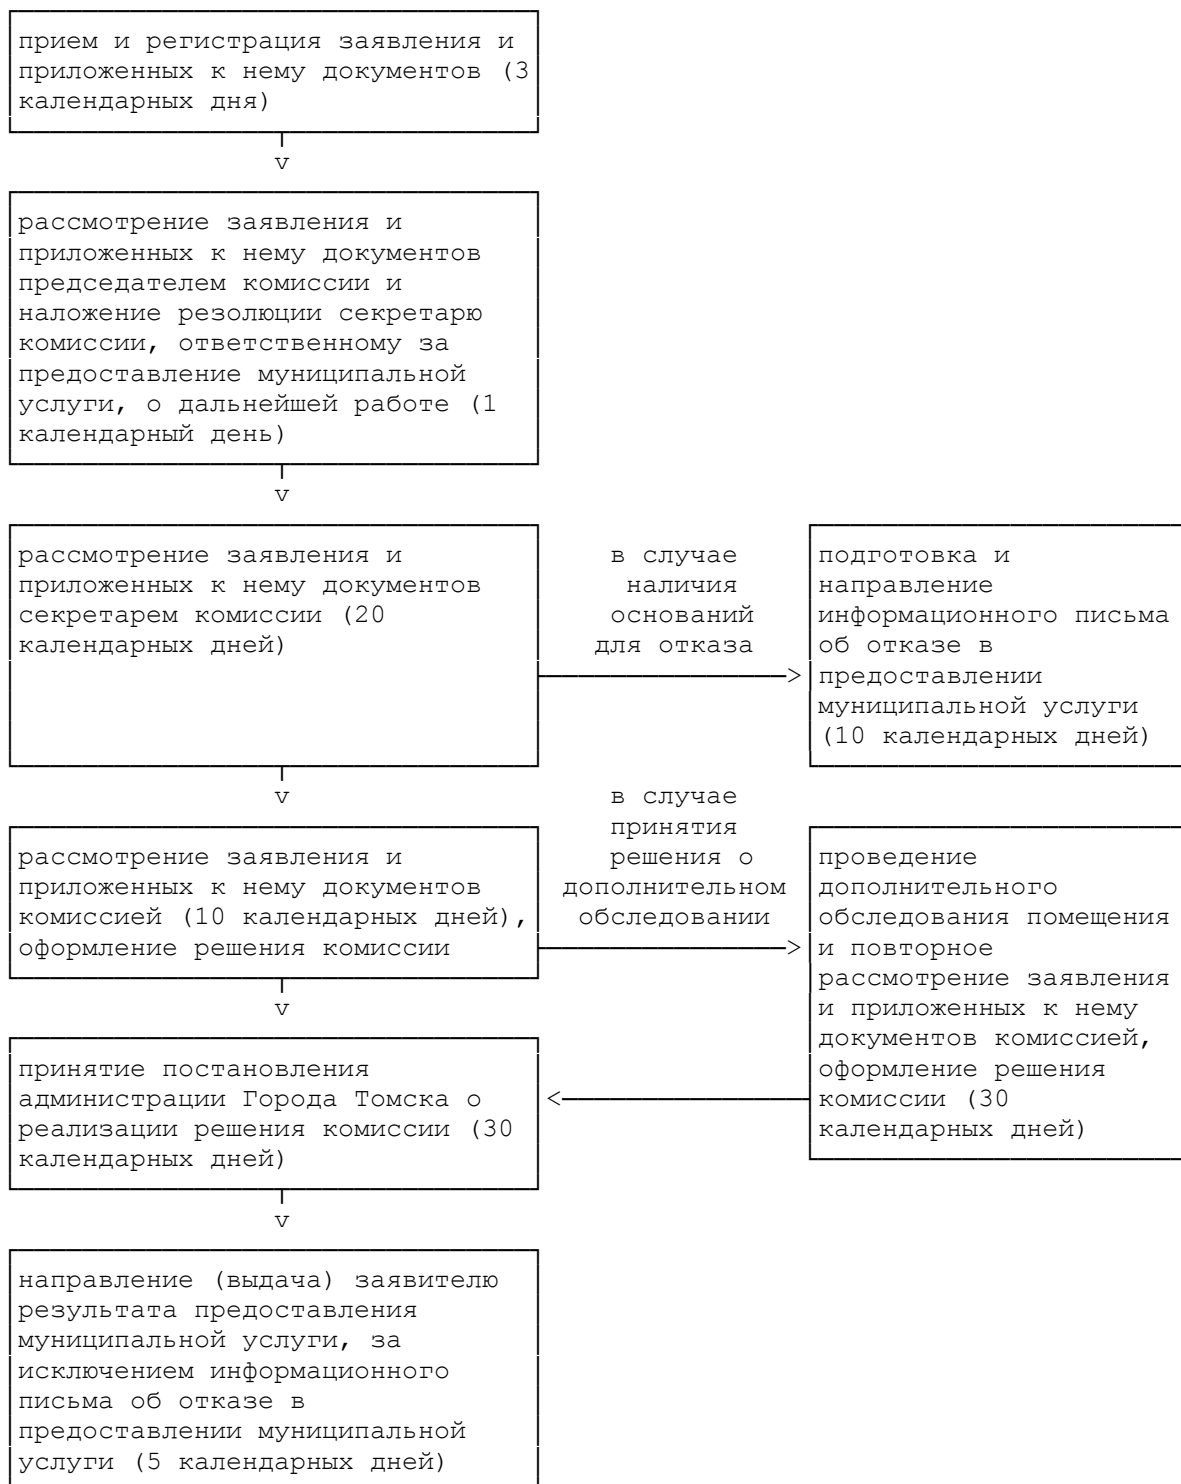 прием и регистрация заявления и
приложенных к нему документов (3
календарных дня)
v
рассмотрение заявления и
приложенных к нему документов
председателем комиссии и
наложение резолюции секретарю
комиссии, ответственному за
предоставление муниципальной
услуги, о дальнейшей работе (1
календарный день)
v
рассмотрение заявления и
приложенных к нему документов
секретарем комиссии (20
календарных дней)
в случае
наличия
оснований
для отказа
>
подготовка и
направление
информационного письма
об отказе в
предоставлении
муниципальной услуги
(10 календарных дней)
v
рассмотрение заявления и
приложенных к нему документов
комиссией (10 календарных дней),
оформление решения комиссии
в случае
принятия
решения о
дополнительном
обследовании
>
проведение
дополнительного
обследования помещения
и повторное
рассмотрение заявления
и приложенных к нему
документов комиссией,
оформление решения
комиссии (30
календарных дней)
v
принятие постановления
администрации Города Томска о
реализации решения комиссии (30
календарных дней)
<
v
направление (выдача) заявителю
результата предоставления
муниципальной услуги, за
исключением информационного
письма об отказе в
предоставлении муниципальной
услуги (5 календарных дней)